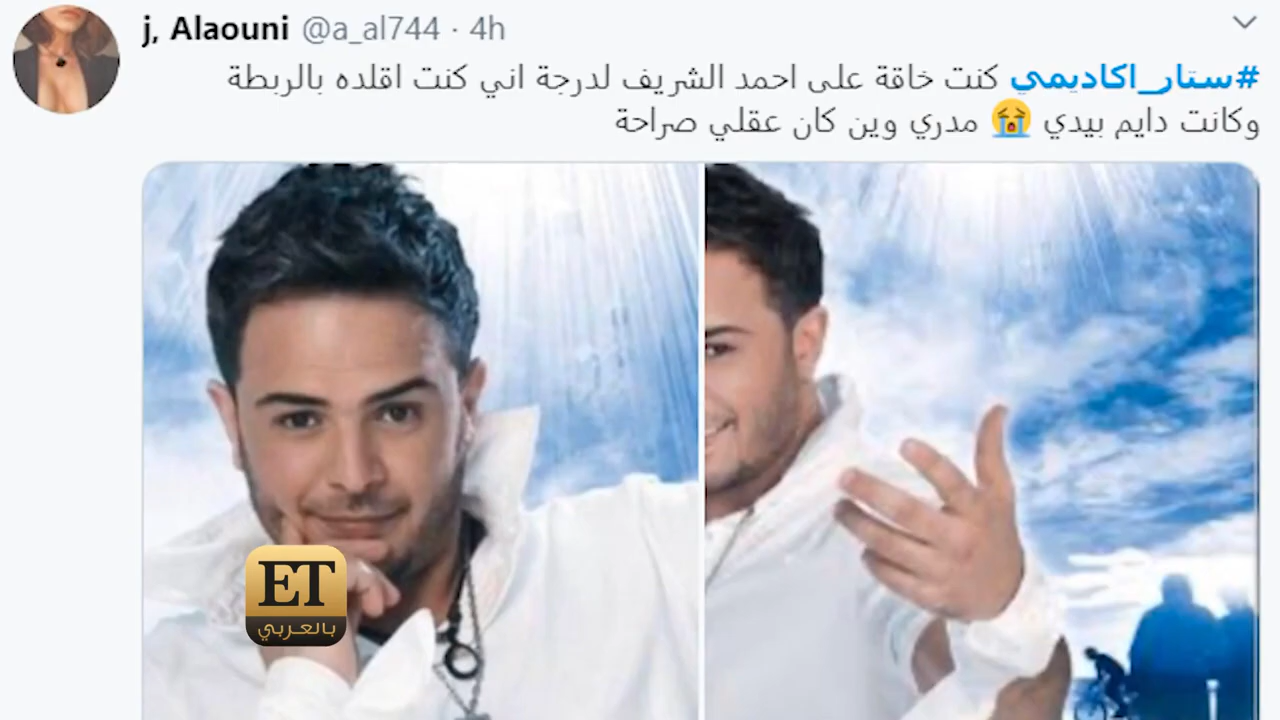 j, Alaouni @a_al744 · 4h
#ستار_اكاديمي كنت خاقة على احمد الشريف لدرجة اني كنت اقلده بالربطة
وكانت دايم بيدي 😭 مدري وين كان عقلي صراحة
ET
بالعربي